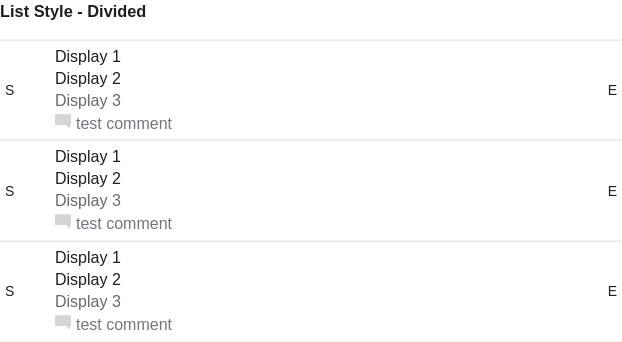 List Style - Divided
Display 1
Display 2
S
E
Display 3
test comment
Display 1
Display 2
S
E
Display 3
test comment
Display 1
Display 2
S
E
Display 3
test comment